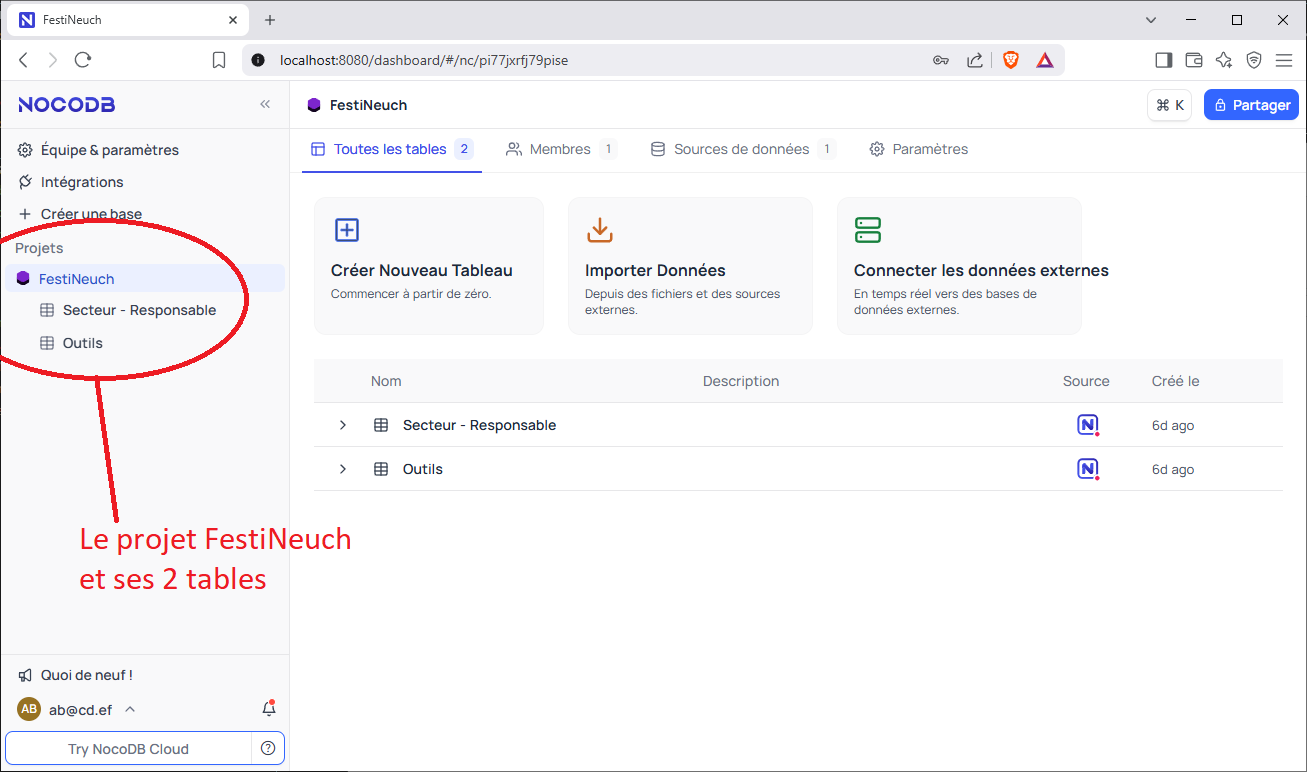 FestiNeuch
localhost:8080/dashboard/#/nc/pi77jxrfj79pise
NOCODB
FestiNeuch
⌘ K
Partager
Équipe & paramètres
Intégrations
Créer une base
Projets
FestiNeuch
Secteur - Responsable
Outils
Toutes les tables 2
Membres 1
Sources de données 1
Paramètres
Créer Nouveau Tableau
Commencer à partir de zéro.
Importer Données
Depuis des fichiers et des sources
externes.
Connecter les données externes
En temps réel vers des bases de
données externes.
Nom Description Source Créé le
Secteur - Responsable N 6d ago
Outils N 6d ago
Le projet FestiNeuch
et ses 2 tables
Quoi de neuf !
AB ab@cd.ef
Try NocoDB Cloud ?